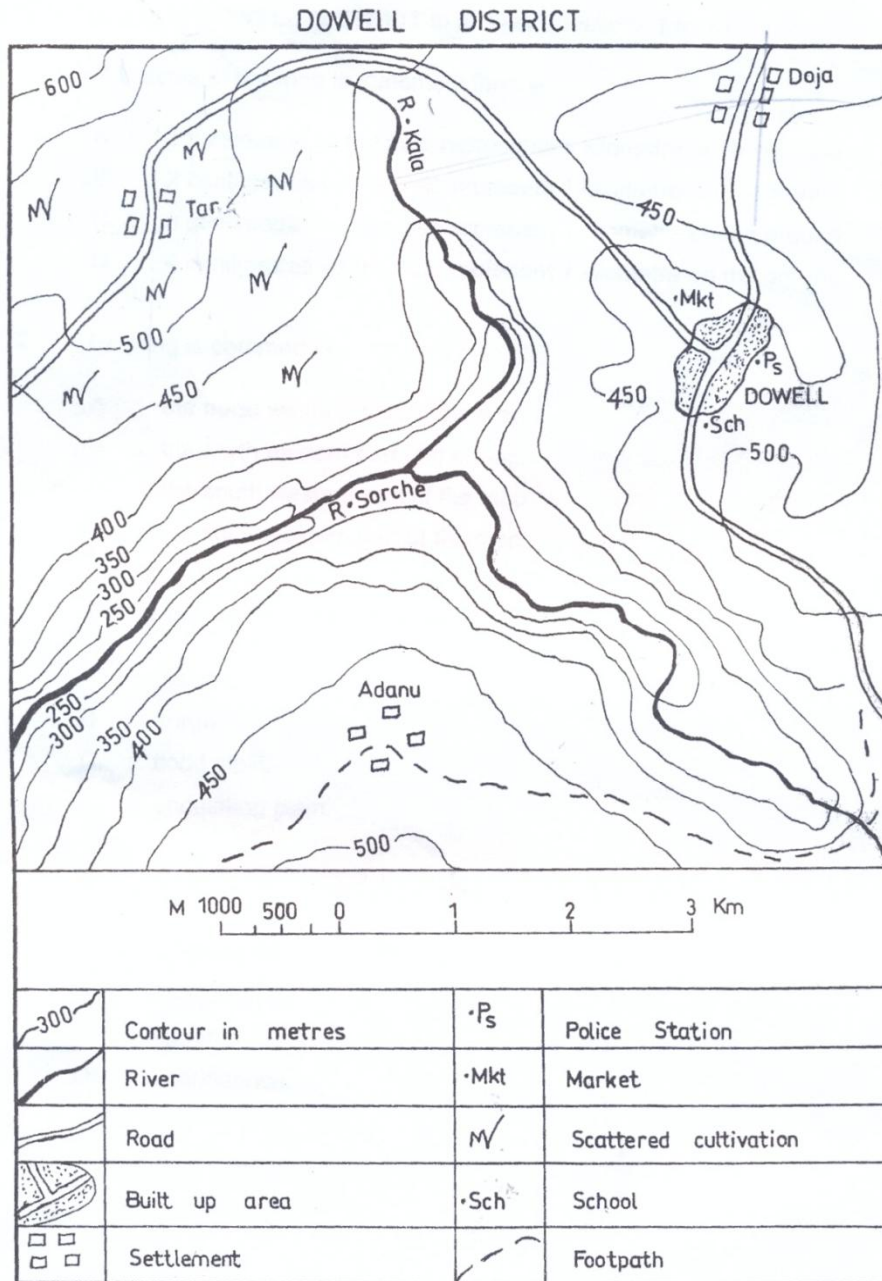 DOWELL DISTRICT
600
R. Kala
Doja
Tar
450
•Mkt
500
450
450
•Ps
DOWELL
•Sch
500
R. Sorche
400
350
300
250
Adanu
250
300
350
400
450
500
M 1000 500 0 1 2 3 Km
300 Contour in metres •Ps Police Station
River •Mkt Market
Road Scattered cultivation
Built up area •Sch School
Settlement Footpath